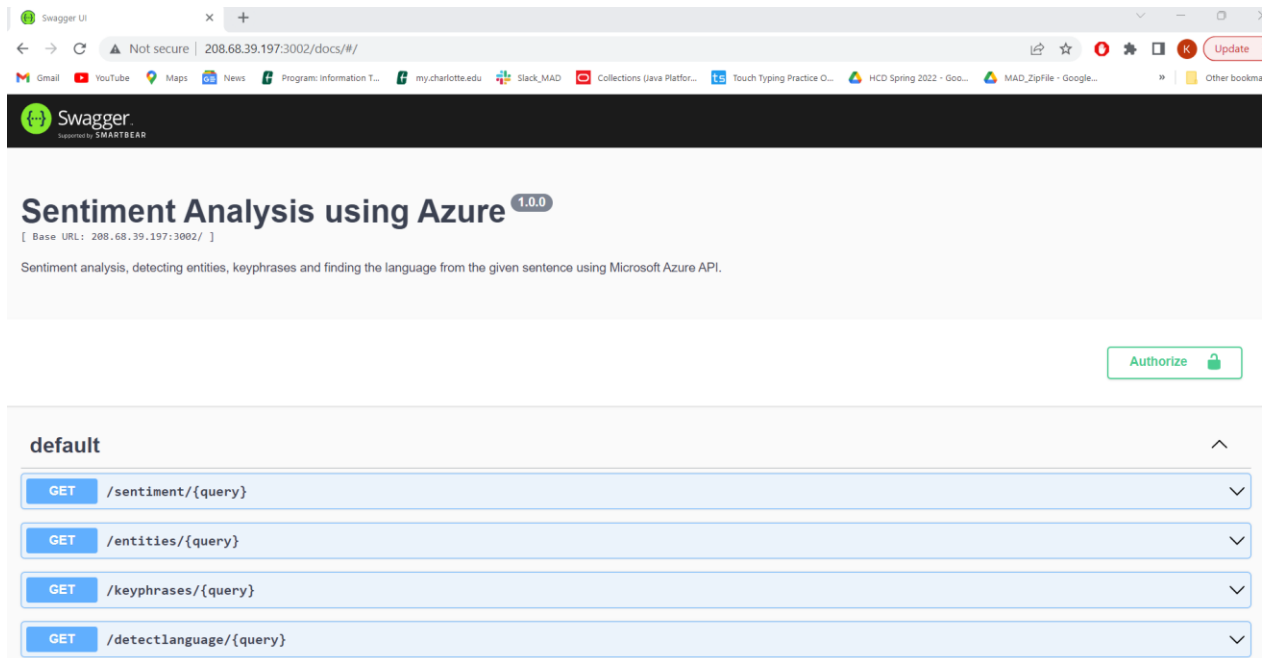 Swagger UI
Not secure 208.68.39.197:3002/docs/#/
K
Update
Gmail YouTube Maps News Program: Information T... my.charlotte.edu Slack_MAD Collections (Java Platfor... ts Touch Typing Practice O... HCD Spring 2022 - Goo... MAD_ZipFile - Google... » Other bookma
Swagger.
Supported by SMARTBEAR
Sentiment Analysis using Azure 1.0.0
[ Base URL: 208.68.39.197:3002/ ]
Sentiment analysis, detecting entities, keyphrases and finding the language from the given sentence using Microsoft Azure API.
Authorize
default
GET /sentiment/{query}
GET /entities/{query}
GET /keyphrases/{query}
GET /detectlanguage/{query}